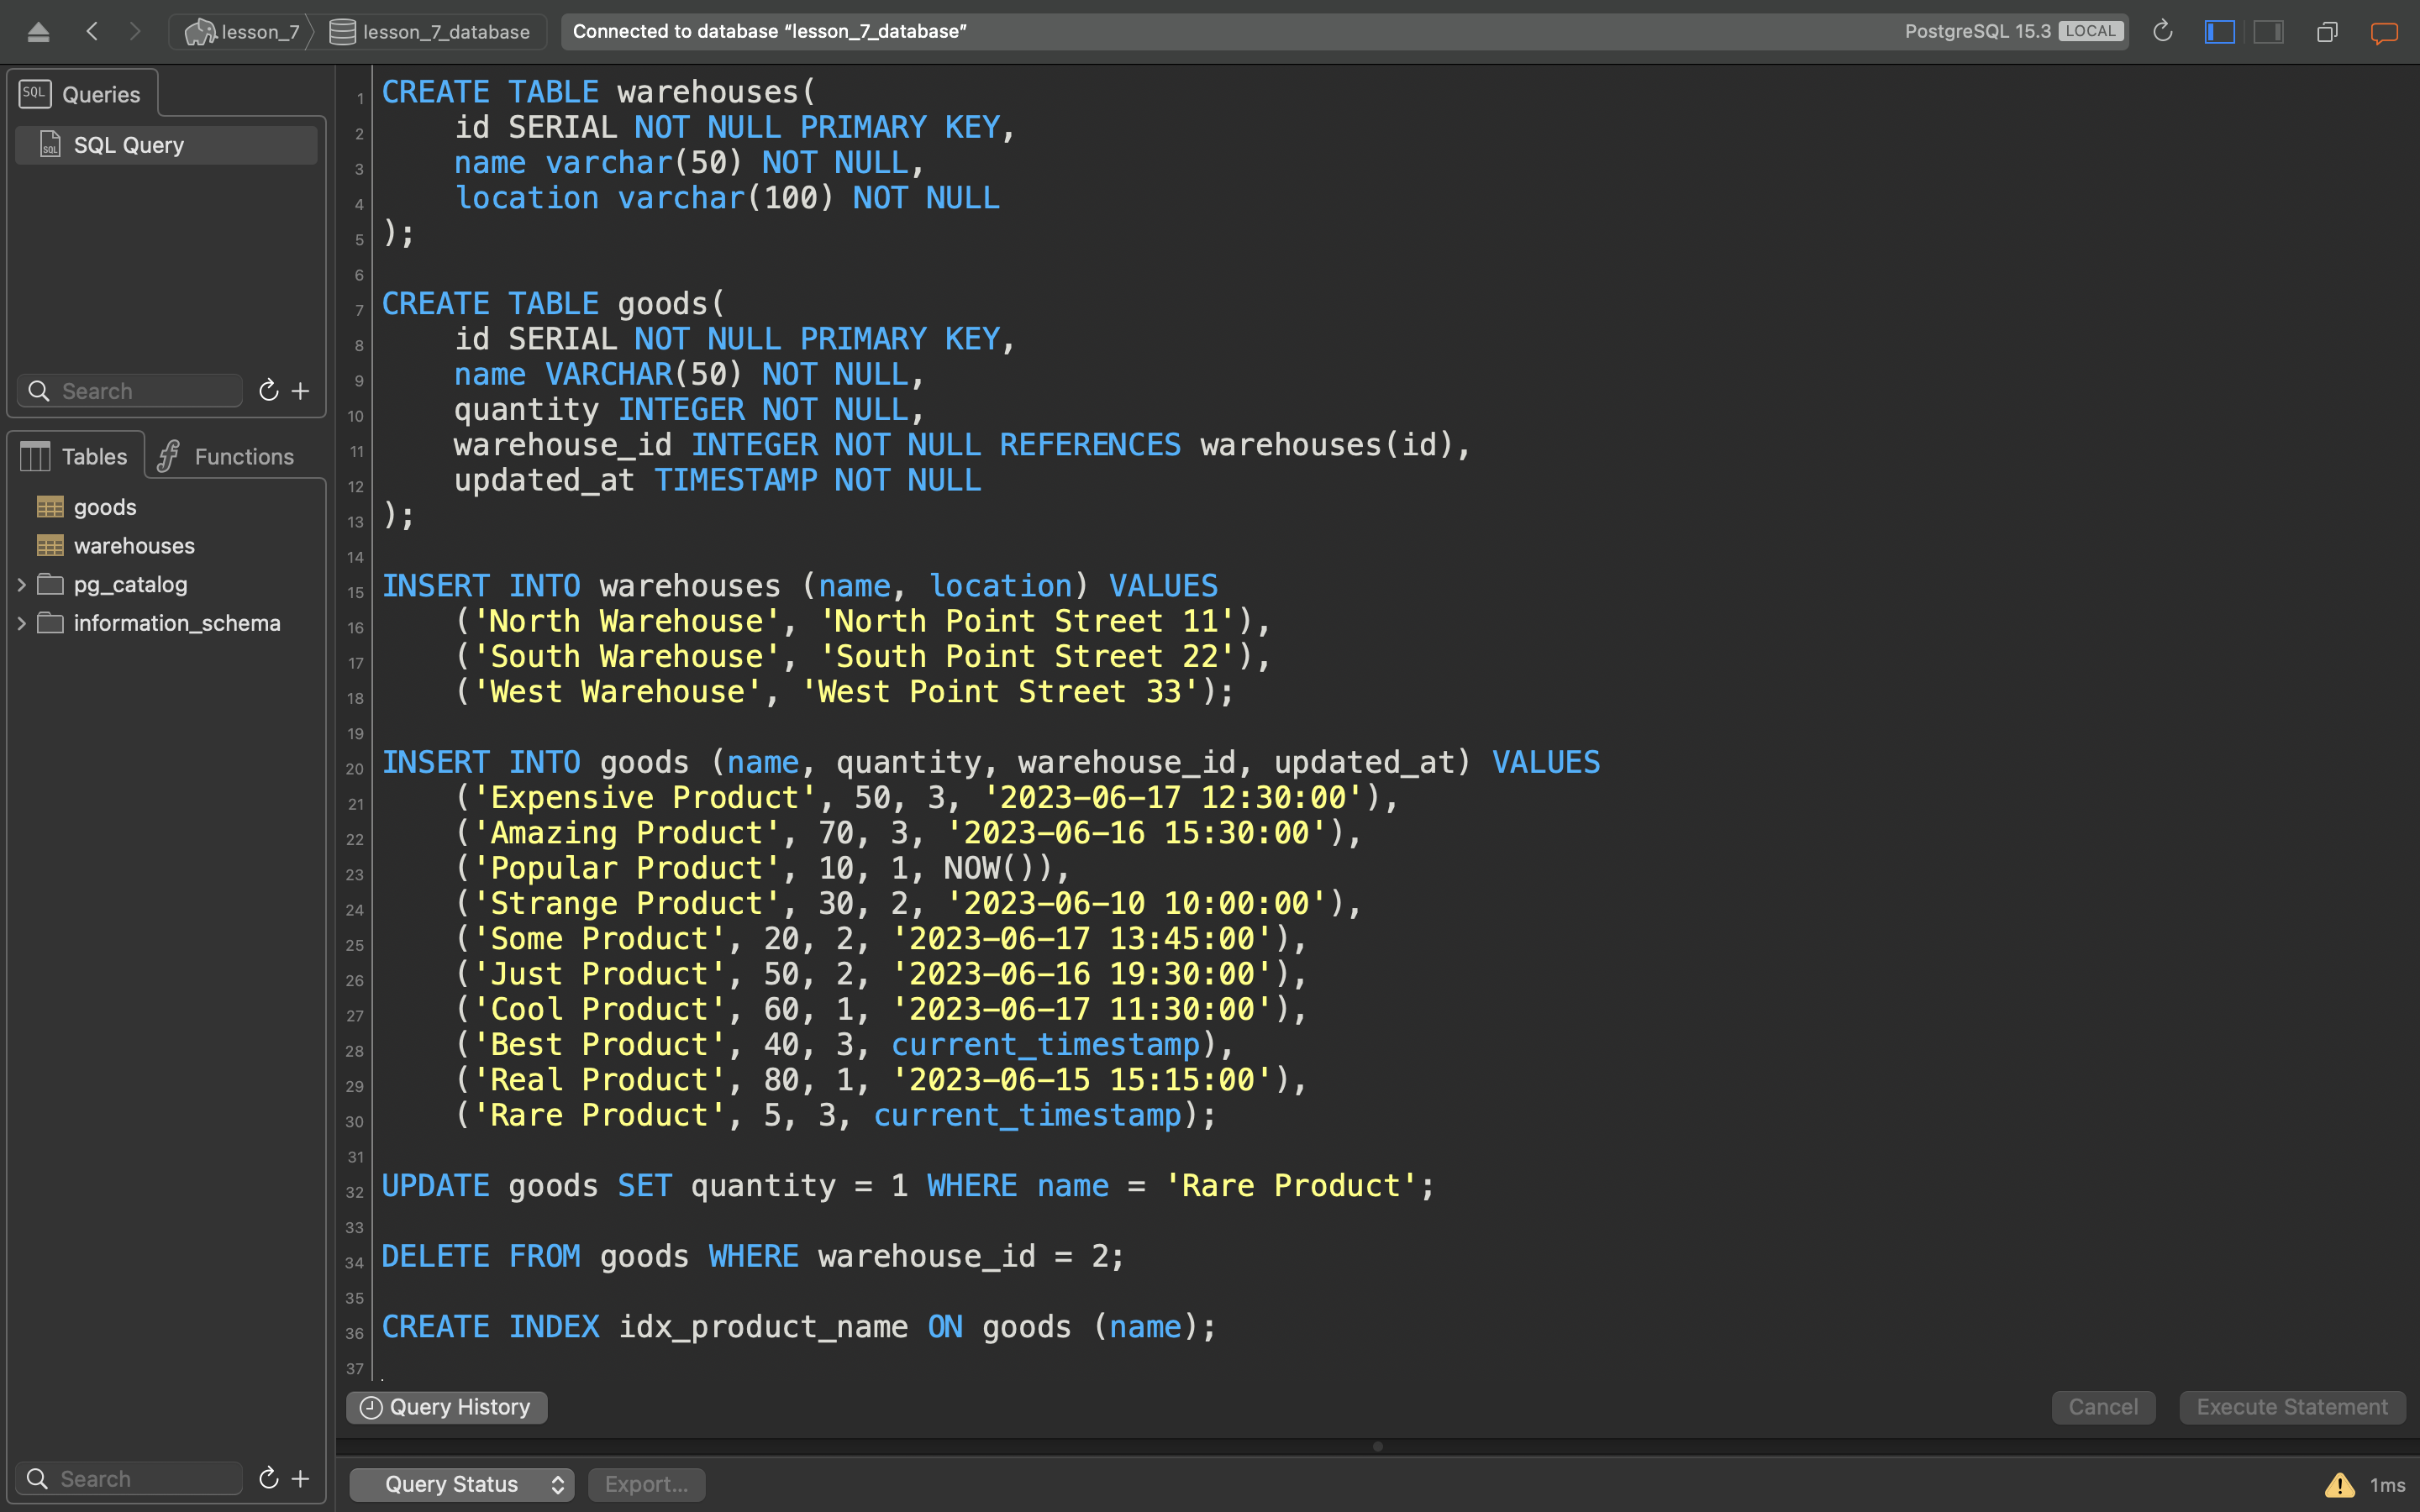 lesson_7 lesson_7_database Connected to database “lesson_7_database” PostgreSQL 15.3 LOCAL
SQL Queries
SQL SQL Query
Search
Tables Functions
goods
warehouses
pg_catalog
information_schema
Search
1 CREATE TABLE warehouses(
2 id SERIAL NOT NULL PRIMARY KEY,
3 name varchar(50) NOT NULL,
4 location varchar(100) NOT NULL
5 );
6
7 CREATE TABLE goods(
8 id SERIAL NOT NULL PRIMARY KEY,
9 name VARCHAR(50) NOT NULL,
10 quantity INTEGER NOT NULL,
11 warehouse_id INTEGER NOT NULL REFERENCES warehouses(id),
12 updated_at TIMESTAMP NOT NULL
13 );
14
15 INSERT INTO warehouses (name, location) VALUES
16 ('North Warehouse', 'North Point Street 11'),
17 ('South Warehouse', 'South Point Street 22'),
18 ('West Warehouse', 'West Point Street 33');
19
20 INSERT INTO goods (name, quantity, warehouse_id, updated_at) VALUES
21 ('Expensive Product', 50, 3, '2023-06-17 12:30:00'),
22 ('Amazing Product', 70, 3, '2023-06-16 15:30:00'),
23 ('Popular Product', 10, 1, NOW()),
24 ('Strange Product', 30, 2, '2023-06-10 10:00:00'),
25 ('Some Product', 20, 2, '2023-06-17 13:45:00'),
26 ('Just Product', 50, 2, '2023-06-16 19:30:00'),
27 ('Cool Product', 60, 1, '2023-06-17 11:30:00'),
28 ('Best Product', 40, 3, current_timestamp),
29 ('Real Product', 80, 1, '2023-06-15 15:15:00'),
30 ('Rare Product', 5, 3, current_timestamp);
31
32 UPDATE goods SET quantity = 1 WHERE name = 'Rare Product';
33
34 DELETE FROM goods WHERE warehouse_id = 2;
35
36 CREATE INDEX idx_product_name ON goods (name);
37
Query History Cancel Execute Statement
Query Status Export... 1ms